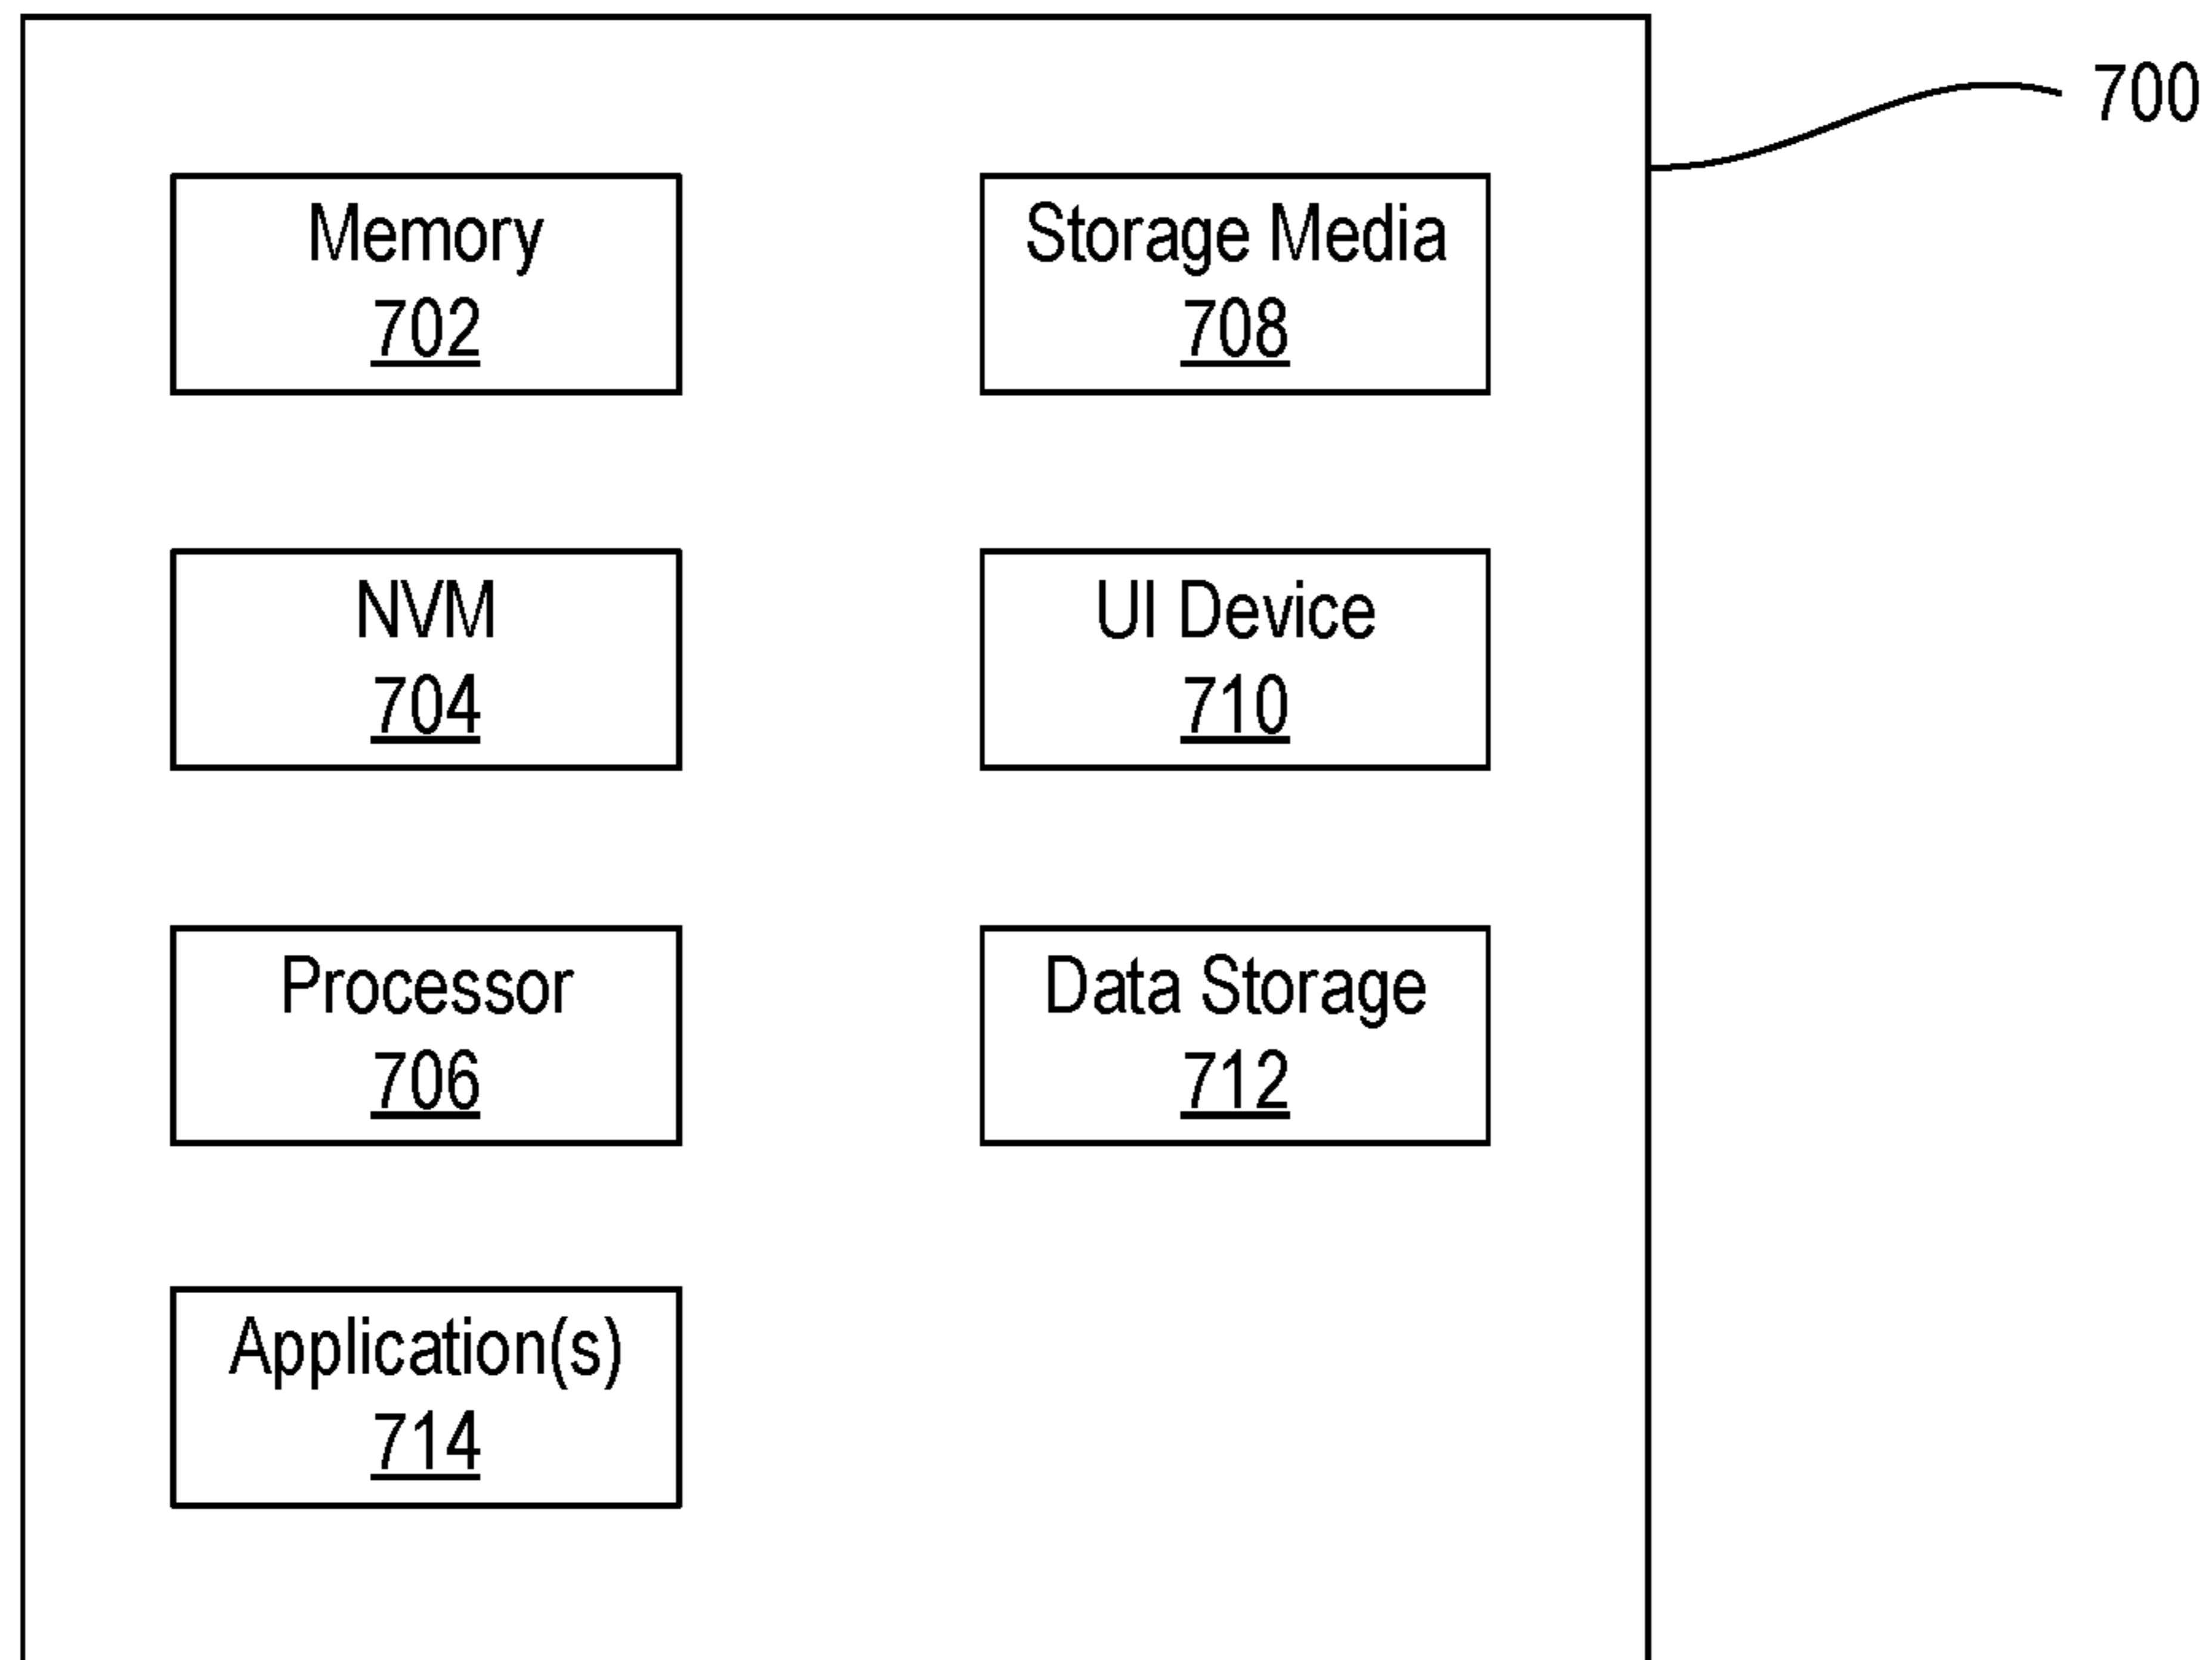 700
Memory
702
Storage Media
708
NVM
704
UI Device
710
Processor
706
Data Storage
712
Application(s)
714